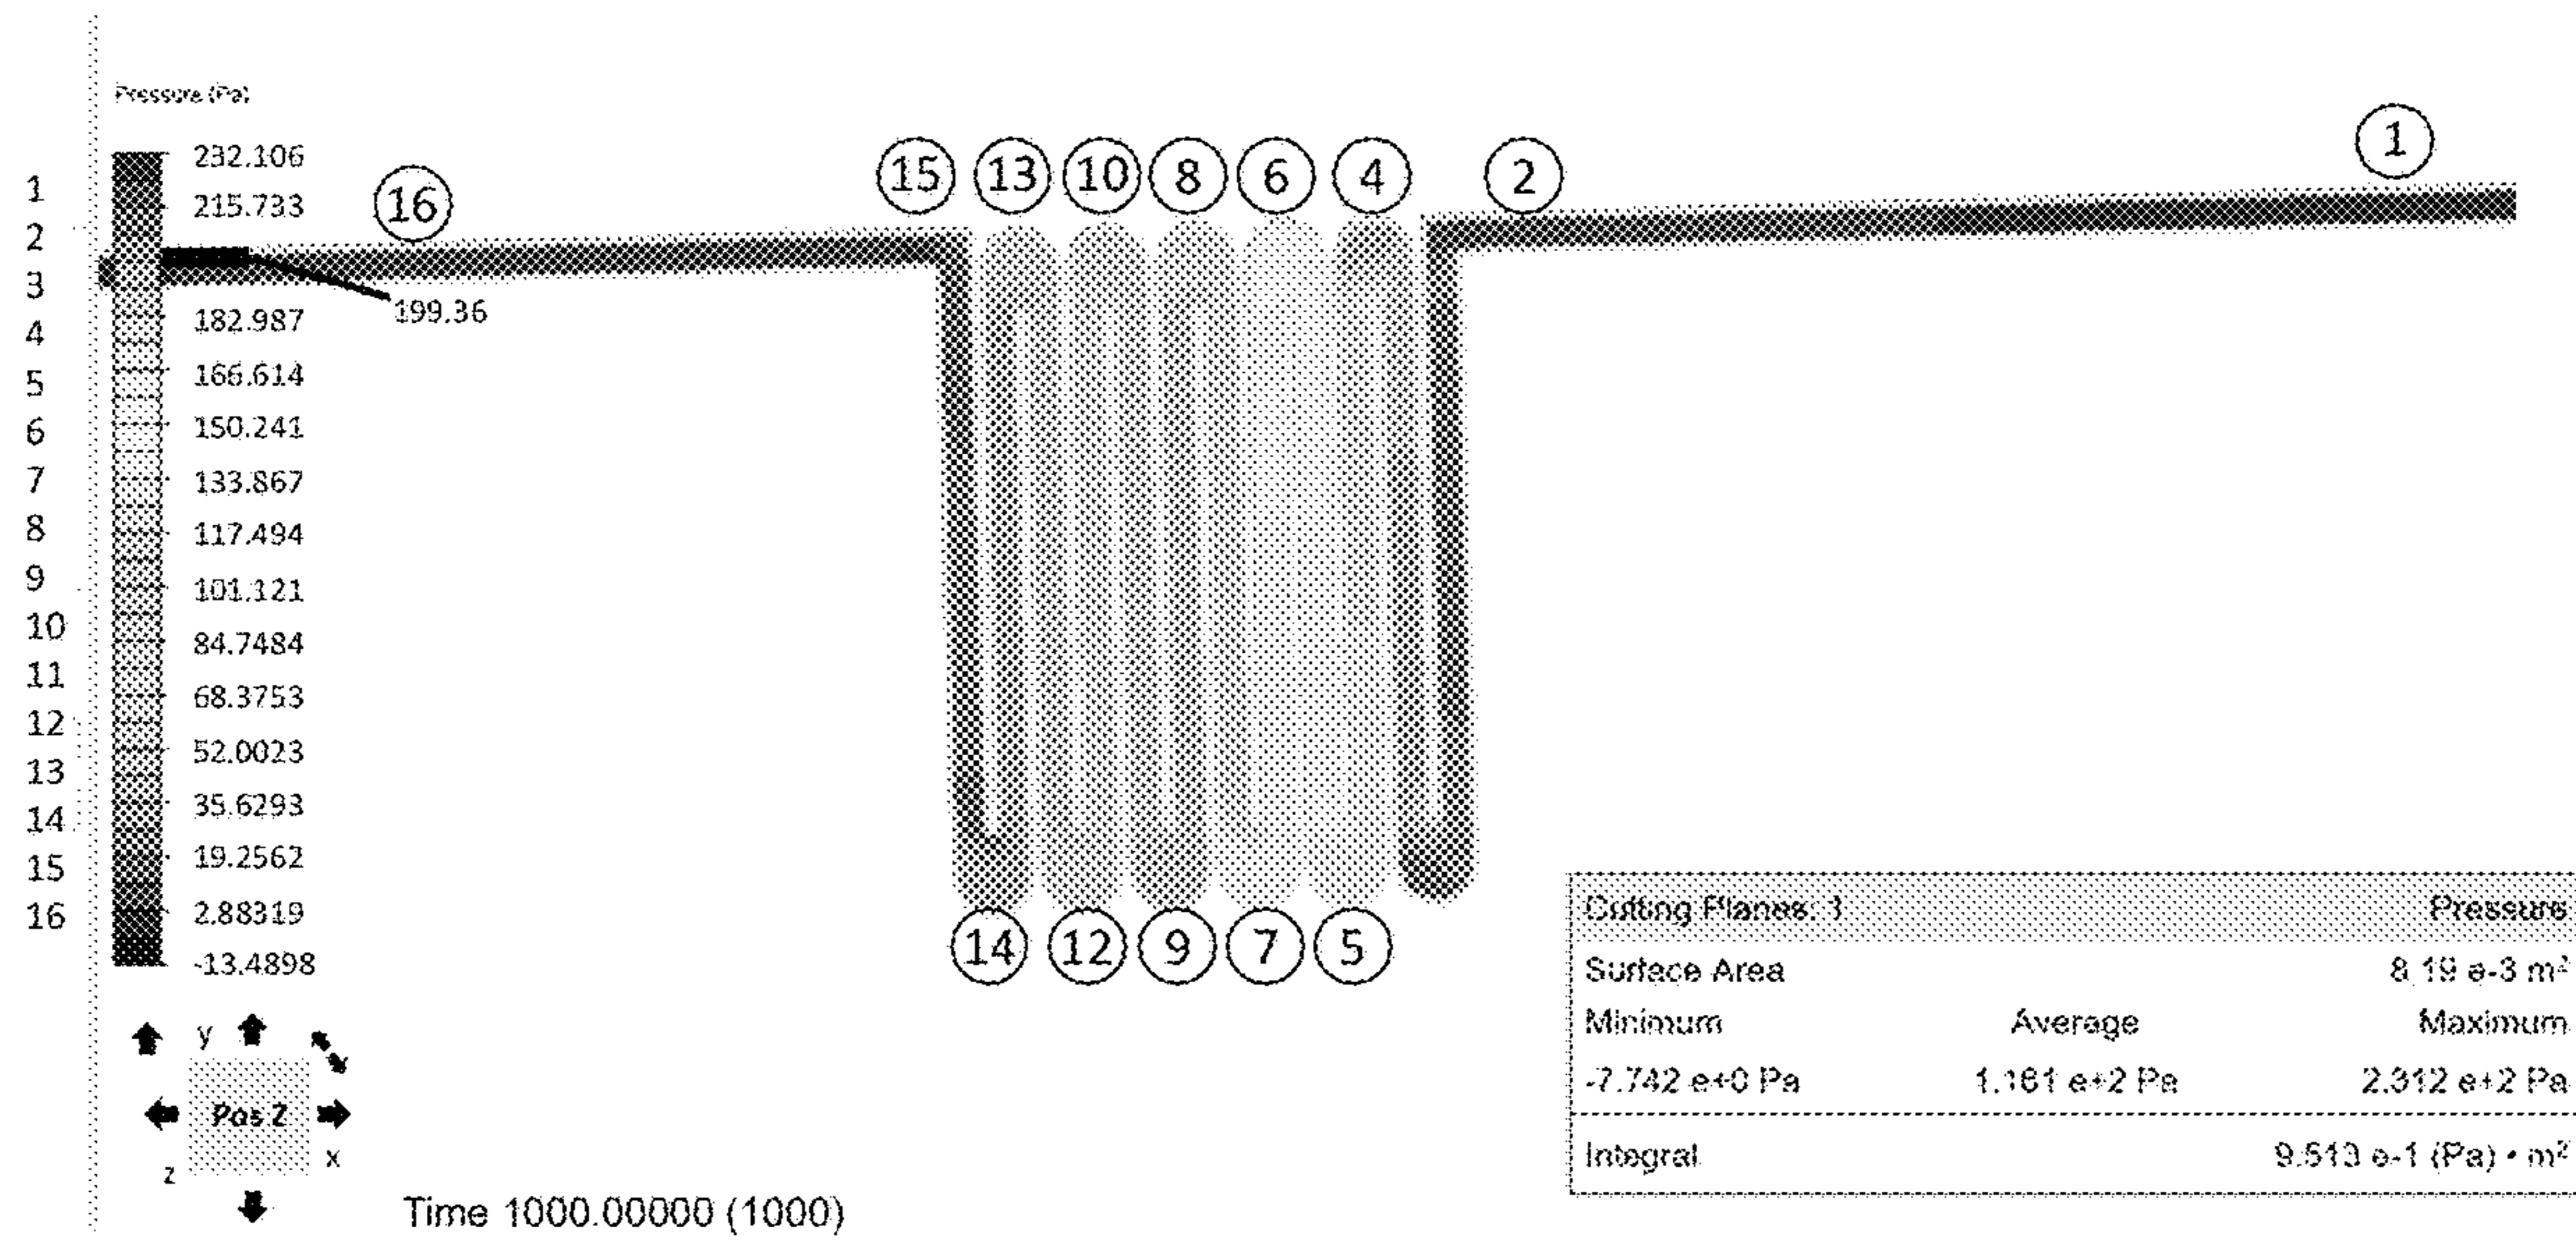 Pressure (Pa)
232.106
215.733
199.36
182.987
166.614
150.241
133.867
117.494
101.121
84.7484
68.3753
52.0023
35.6293
19.2562
2.88319
-13.4898
1
2
3
4
5
6
7
8
9
10
11
12
13
14
15
16
16
15 13 10 8 6 4 2
1
14 12 9 7 5
y
Pos Z
z
x
Time 1000.00000 (1000)
Cutting Planes: 1 Pressure
Surface Area 8.19 e-3 m²
Minimum Average Maximum
-7.742 e+0 Pa 1.161 e+2 Pa 2.312 e+2 Pa
Integral 9.513 e-1 (Pa) • m²